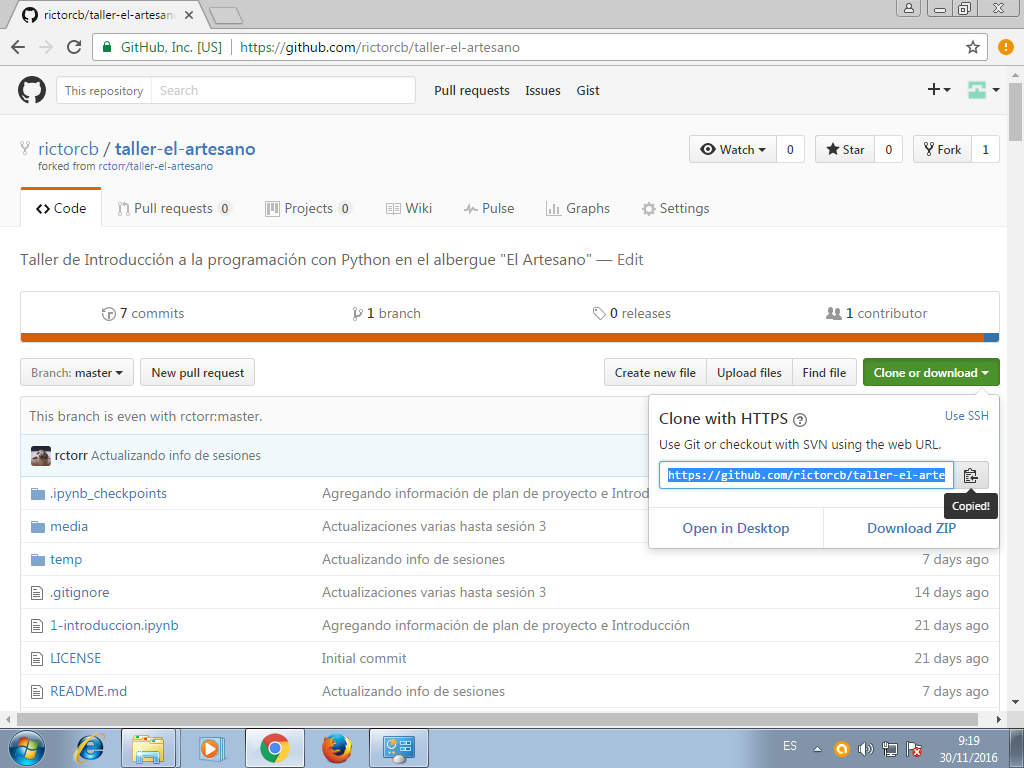 rictorcb/taller-el-artesan
GitHub, Inc. [US] https://github.com/rictorcb/taller-el-artesano
This repository Search Pull requests Issues Gist
rictorcb / taller-el-artesano
forked from rctorr/taller-el-artesano
Watch 0 Star 0 Fork 1
Code Pull requests 0 Projects 0 Wiki Pulse Graphs Settings
Taller de Introducción a la programación con Python en el albergue "El Artesano" — Edit
7 commits 1 branch 0 releases 1 contributor
Branch: master New pull request Create new file Upload files Find file Clone or download
This branch is even with rctorr:master.
Clone with HTTPS ? Use SSH
Use Git or checkout with SVN using the web URL.
https://github.com/rictorcb/taller-el-arte
Copied!
Open in Desktop Download ZIP
rctorr Actualizando info de sesiones
.ipynb_checkpoints Agregando información de plan de proyecto e Introd
media Actualizaciones varias hasta sesión 3
temp Actualizando info de sesiones 7 days ago
.gitignore Actualizaciones varias hasta sesión 3 14 days ago
1-introduccion.ipynb Agregando información de plan de proyecto e Introducción 21 days ago
LICENSE Initial commit 21 days ago
README.md Actualizando info de sesiones 7 days ago
ES 9:19
30/11/2016